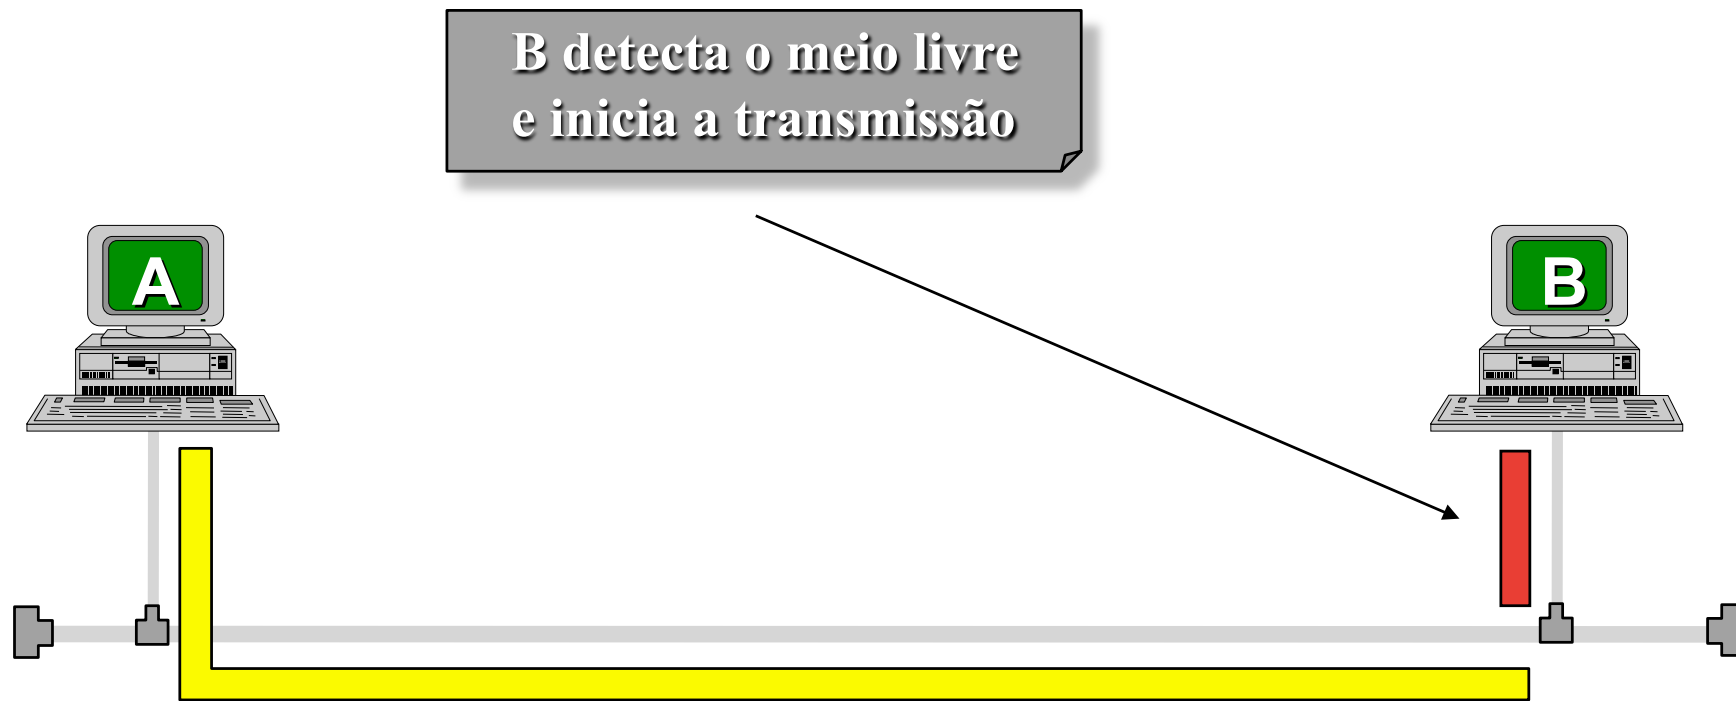 B detecta o meio livre
e inicia a transmissão
A
B